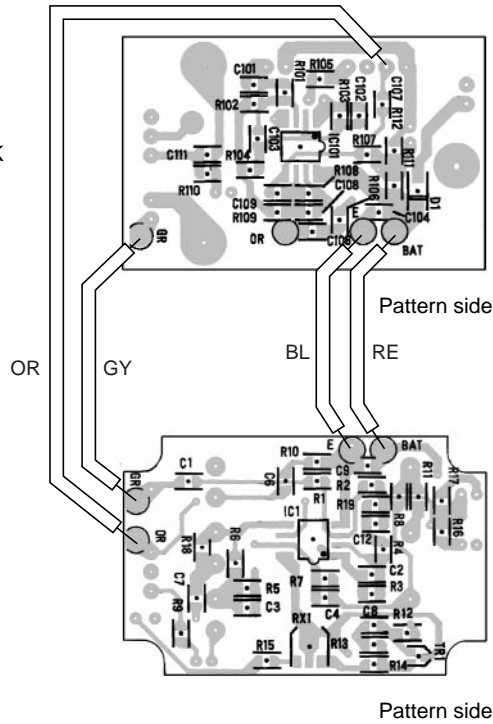 C101
R101
R105
R102
R103
C102
C107
R112
C103
IC101
R107
R111
C111
R104
R110
R108
C108
R106
D1
C109
R109
E
C104
GR
OR
C106
BAT
K
Pattern side
OR
GY
BL
RE
E
BAT
R10
C9
C1
C6
R2
R11
R17
GR
R1
R19
IC1
R8
R16
OR
R18
R6
C12
R4
C7
R7
C2
R5
R3
C3
R9
C4
C8
R12
RX1
R13
TR1
R15
R14
Pattern side